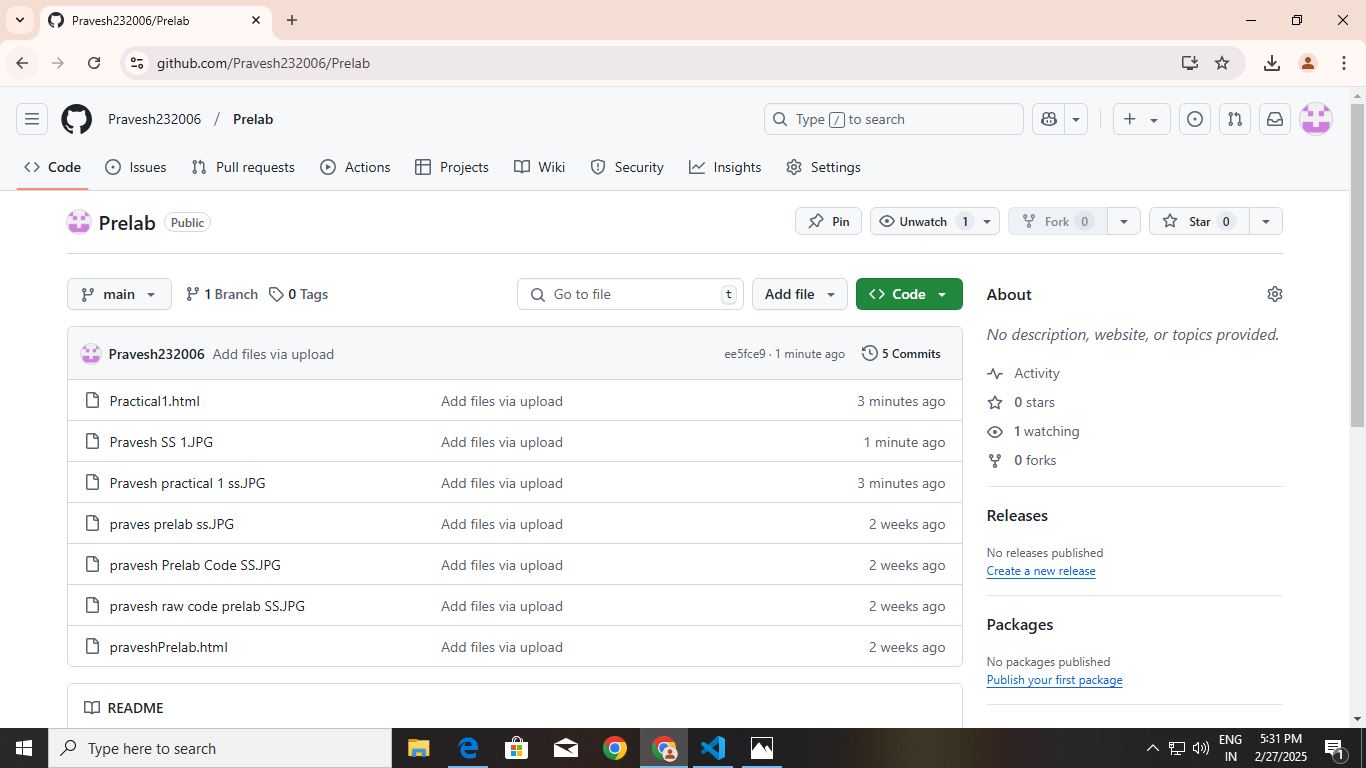 Pravesh232006/Prelab
github.com/Pravesh232006/Prelab
Pravesh232006 / Prelab
Type / to search
Code Issues Pull requests Actions Projects Wiki Security Insights Settings
Prelab Public
Pin Unwatch 1 Fork 0 Star 0
main 1 Branch 0 Tags
Go to file t Add file Code
Pravesh232006 Add files via upload ee5fce9 · 1 minute ago 5 Commits
Practical1.html Add files via upload 3 minutes ago
Pravesh SS 1.JPG Add files via upload 1 minute ago
Pravesh practical 1 ss.JPG Add files via upload 3 minutes ago
praves prelab ss.JPG Add files via upload 2 weeks ago
pravesh Prelab Code SS.JPG Add files via upload 2 weeks ago
pravesh raw code prelab SS.JPG Add files via upload 2 weeks ago
praveshPrelab.html Add files via upload 2 weeks ago
README
About
No description, website, or topics provided.
Activity
0 stars
1 watching
0 forks
Releases
No releases published
Create a new release
Packages
No packages published
Publish your first package
Type here to search
ENG
IN
5:31 PM
2/27/2025
1